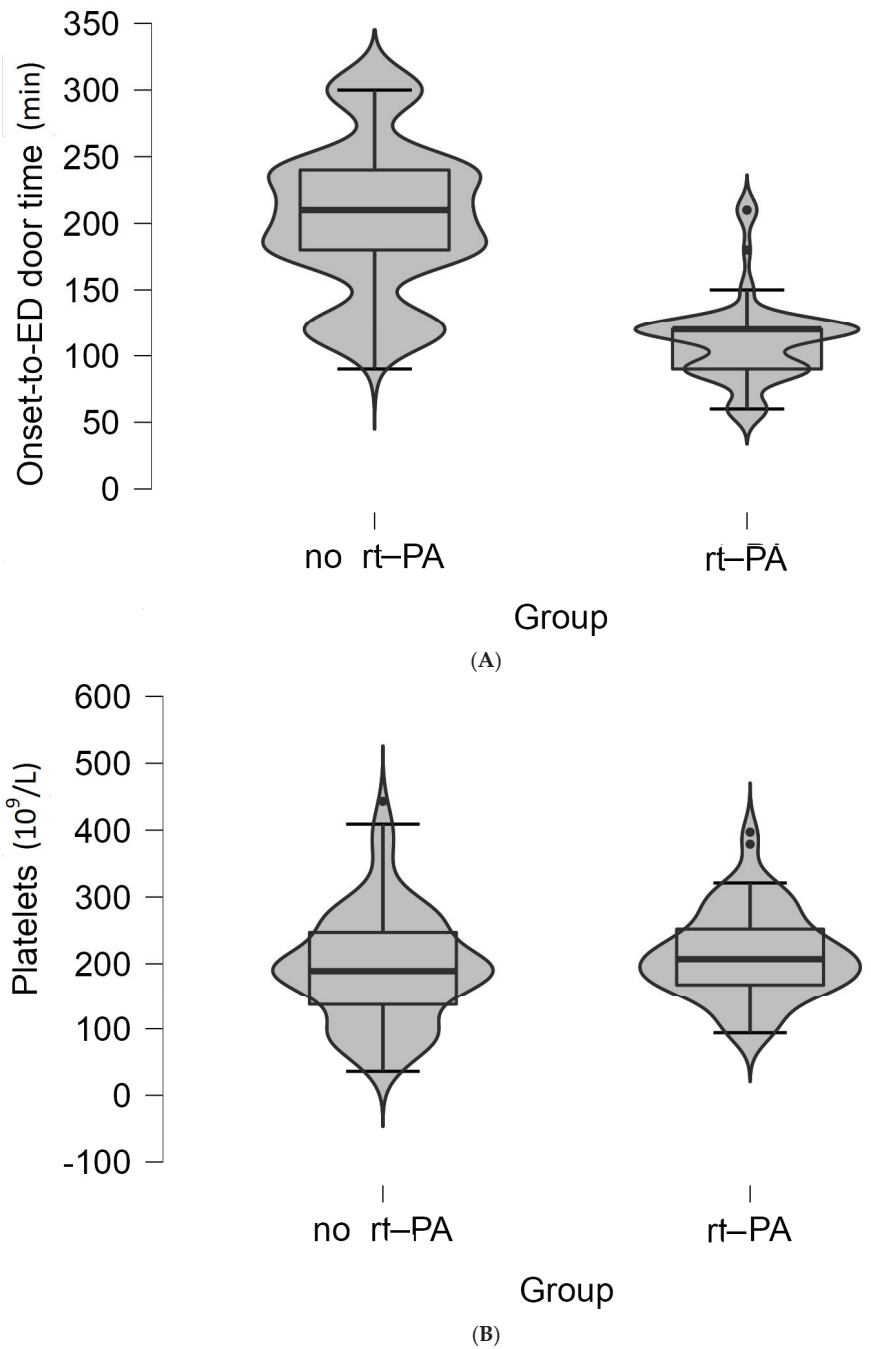 350
300
250
200
150
100
50
0
Onset-to-ED door time (min)
no rt–PA
rt–PA
Group
(A)
600
500
400
300
200
100
0
-100
Platelets (10⁹/L)
no rt–PA
rt–PA
Group
(B)